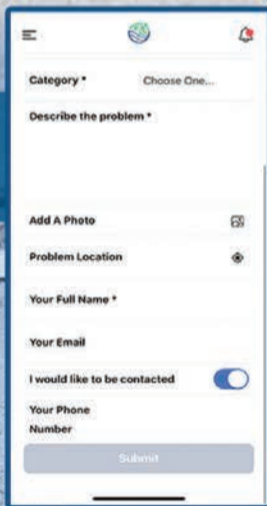 Category * Choose One...
Describe the problem *
Add A Photo
Problem Location
Your Full Name *
Your Email
I would like to be contacted
Your Phone
Number
Submit